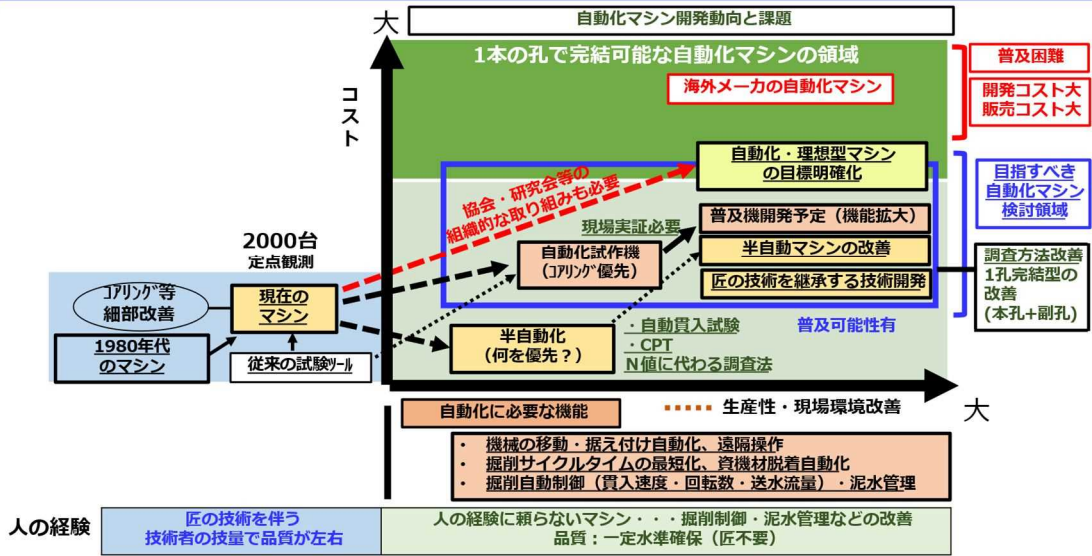 自動化マシン開発動向と課題
大
コスト
1本の孔で完結可能な自動化マシンの領域
海外メーカの自動化マシン
普及困難
開発コスト大
販売コスト大
自動化・理想型マシン
の目標明確化
目指すべき
自動化マシン
検討領域
協会・研究会等の
組織的な取り組みも必要
現場実証必要
普及機開発予定（機能拡大）
自動化試作機
（ｺｱﾘﾝｸﾞ優先）
半自動マシンの改善
匠の技術を継承する技術開発
調査方法改善
1孔完結型の
改善
(本孔+副孔)
2000台
定点観測
ｺｱﾘﾝｸﾞ等
細部改善
現在の
マシン
1980年代
のマシン
従来の試験ﾂｰﾙ
半自動化
（何を優先？）
・自動貫入試験
・CPT
N値に代わる調査法
普及可能性有
大
自動化に必要な機能
生産性・現場環境改善
・ 機械の移動・据え付け自動化、遠隔操作
・ 掘削サイクルタイムの最短化、資機材脱着自動化
・ 掘削自動制御（貫入速度・回転数・送水流量）・泥水管理
人の経験
匠の技術を伴う
技術者の技量で品質が左右
人の経験に頼らないマシン・・・掘削制御・泥水管理などの改善
品質：一定水準確保（匠不要）